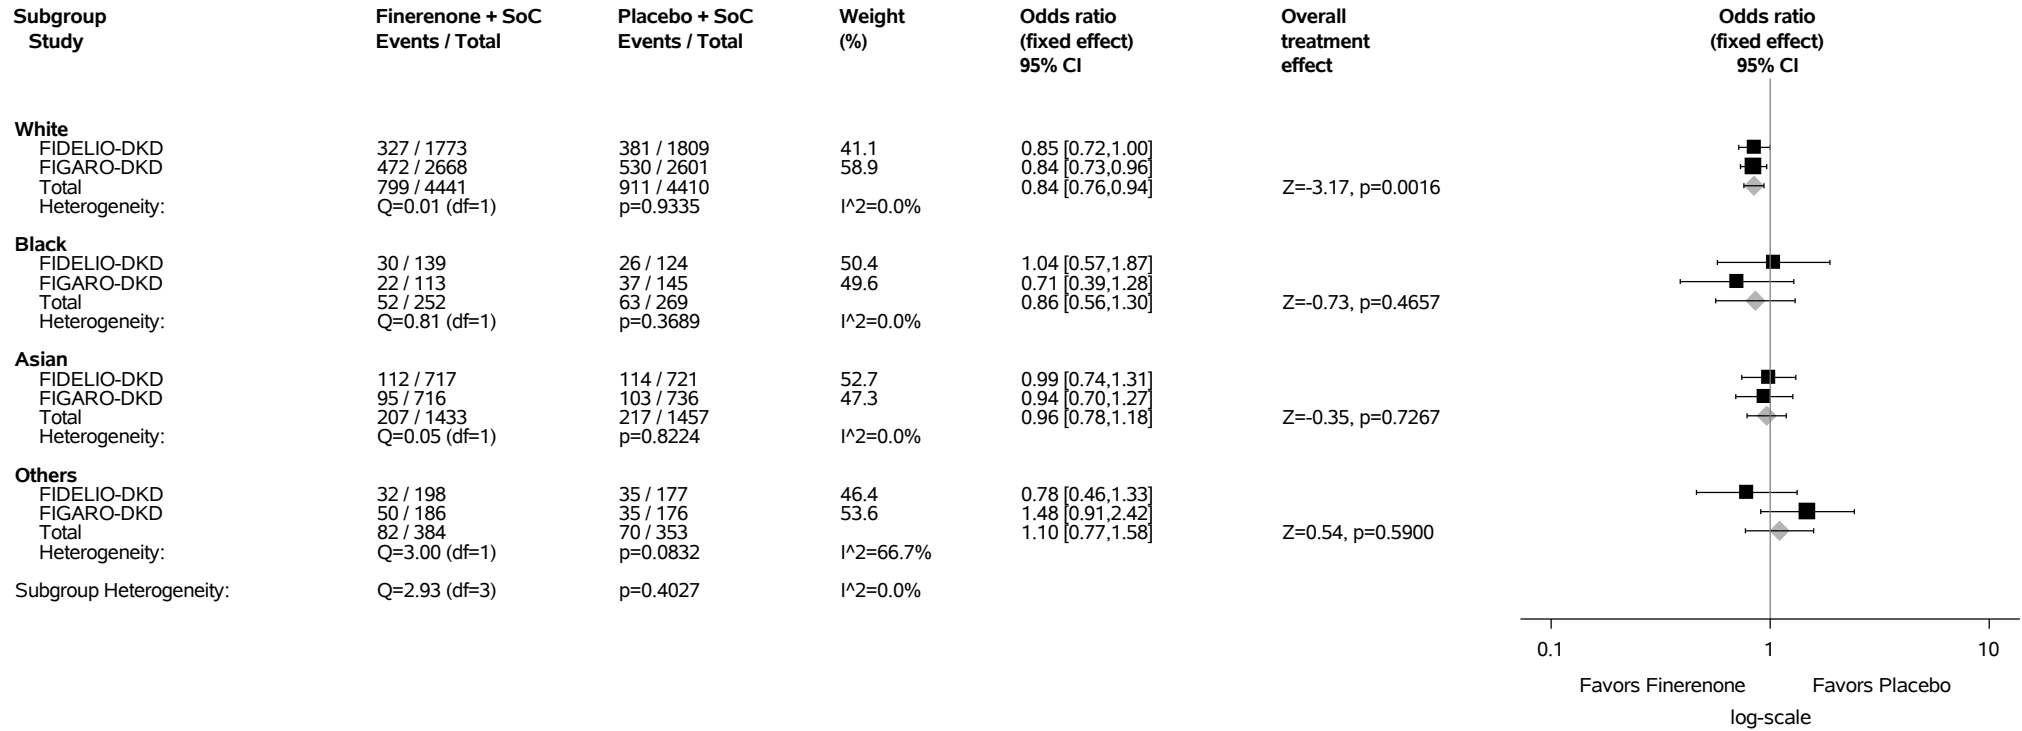 Subgroup Finerenone + SoC Placebo + SoC Weight Odds ratio Overall Odds ratio
Study Events / Total Events / Total (%) (fixed effect) treatment (fixed effect)
95% CI effect 95% CI
White
FIDELIO-DKD 327 / 1773 381 / 1809 41.1 0.85 [0.72,1.00]
FIGARO-DKD 472 / 2668 530 / 2601 58.9 0.84 [0.73,0.96]
Total 799 / 4441 911 / 4410 0.84 [0.76,0.94] Z=-3.17, p=0.0016
Heterogeneity: Q=0.01 (df=1) p=0.9335 I^2=0.0%
Black
FIDELIO-DKD 30 / 139 26 / 124 50.4 1.04 [0.57,1.87]
FIGARO-DKD 22 / 113 37 / 145 49.6 0.71 [0.39,1.28]
Total 52 / 252 63 / 269 0.86 [0.56,1.30] Z=-0.73, p=0.4657
Heterogeneity: Q=0.81 (df=1) p=0.3689 I^2=0.0%
Asian
FIDELIO-DKD 112 / 717 114 / 721 52.7 0.99 [0.74,1.31]
FIGARO-DKD 95 / 716 103 / 736 47.3 0.94 [0.70,1.27]
Total 207 / 1433 217 / 1457 0.96 [0.78,1.18] Z=-0.35, p=0.7267
Heterogeneity: Q=0.05 (df=1) p=0.8224 I^2=0.0%
Others
FIDELIO-DKD 32 / 198 35 / 177 46.4 0.78 [0.46,1.33]
FIGARO-DKD 50 / 186 35 / 176 53.6 1.48 [0.91,2.42]
Total 82 / 384 70 / 353 1.10 [0.77,1.58] Z=0.54, p=0.5900
Heterogeneity: Q=3.00 (df=1) p=0.0832 I^2=66.7%
Subgroup Heterogeneity: Q=2.93 (df=3) p=0.4027 I^2=0.0%
0.1 1 10
Favors Finerenone Favors Placebo
log-scale